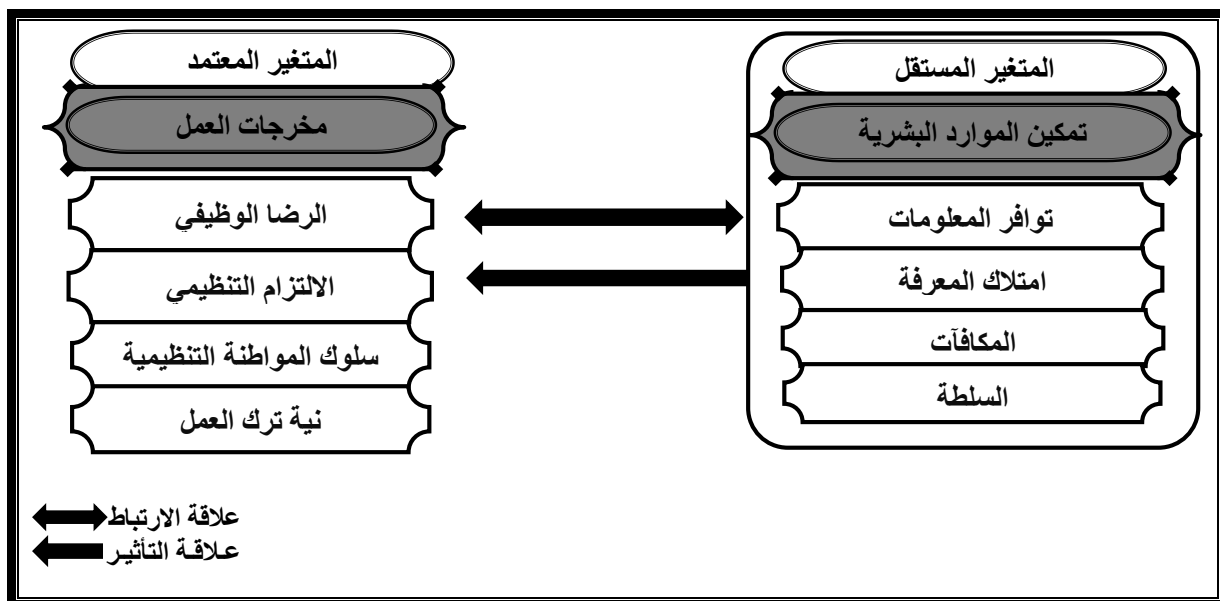 المتغير المستقل
تمكين الموارد البشرية
توافر المعلومات
امتلاك المعرفة
المكافآت
السلطة
المتغير المعتمد
مخرجات العمل
الرضا الوظيفي
الالتزام التنظيمي
سلوك المواطنة التنظيمية
نية ترك العمل
علاقة الارتباط
علاقة التأثير